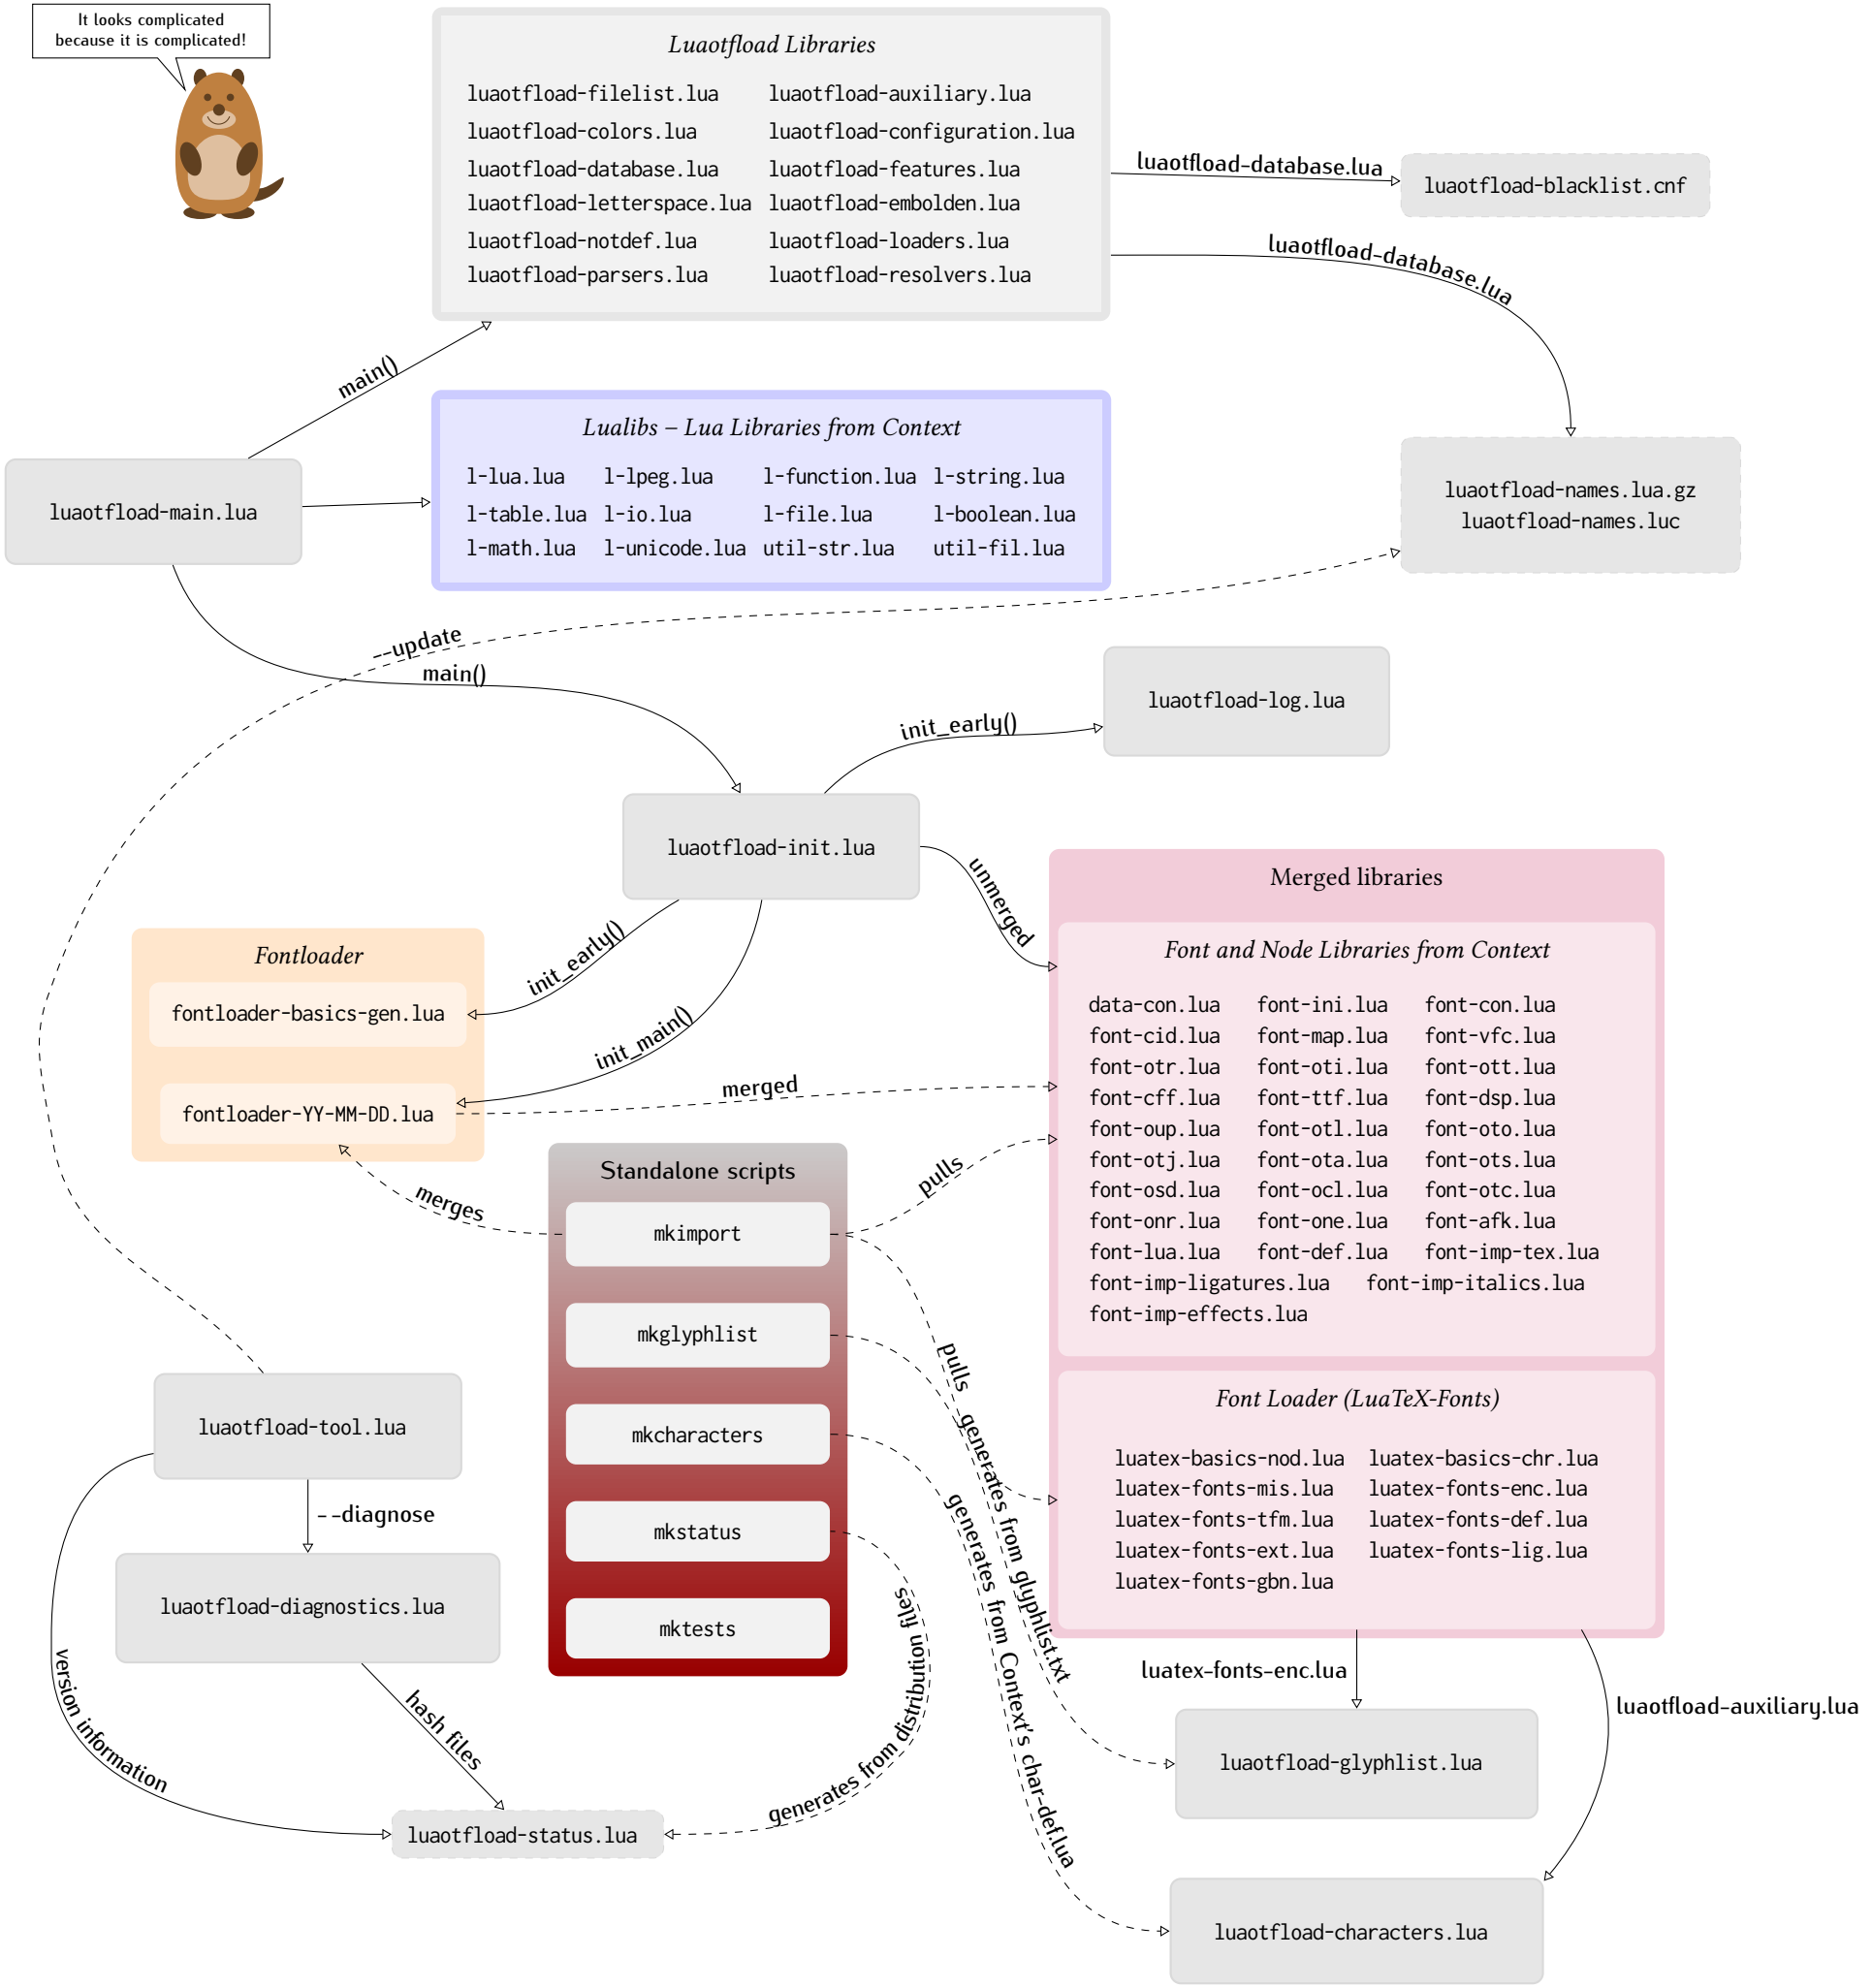 It looks complicated
because it is complicated!
Luaotfload Libraries
luaotfload-filelist.lua luaotfload-auxiliary.lua
luaotfload-colors.lua luaotfload-configuration.lua
luaotfload-database.lua luaotfload-features.lua
luaotfload-letterspace.lua luaotfload-embolden.lua
luaotfload-notdef.lua luaotfload-loaders.lua
luaotfload-parsers.lua luaotfload-resolvers.lua
luaotfload-database.lua
luaotfload-blacklist.cnf
luaotfload-database.lua
main()
Lualibs – Lua Libraries from Context
l-lua.lua l-lpeg.lua l-function.lua l-string.lua
l-table.lua l-io.lua l-file.lua l-boolean.lua
l-math.lua l-unicode.lua util-str.lua util-fil.lua
luaotfload-main.lua
luaotfload-names.lua.gz
luaotfload-names.luc
--update
main()
luaotfload-log.lua
init_early()
luaotfload-init.lua
unmerged
Merged libraries
Font and Node Libraries from Context
data-con.lua font-ini.lua font-con.lua
font-cid.lua font-map.lua font-vfc.lua
font-otr.lua font-oti.lua font-ott.lua
font-cff.lua font-ttf.lua font-dsp.lua
font-oup.lua font-otl.lua font-oto.lua
font-otj.lua font-ota.lua font-ots.lua
font-osd.lua font-ocl.lua font-otc.lua
font-onr.lua font-one.lua font-afk.lua
font-lua.lua font-def.lua font-imp-tex.lua
font-imp-ligatures.lua font-imp-italics.lua
font-imp-effects.lua
Fontloader
fontloader-basics-gen.lua
fontloader-YY-MM-DD.lua
init_early()
init_main()
merged
merges
Standalone scripts
mkimport
mkglyphlist
mkcharacters
mkstatus
mktests
pulls
pulls
generates from glyphlist.txt
generates from Context's char-def.lua
generates from distribution files
Font Loader (LuaTeX-Fonts)
luatex-basics-nod.lua luatex-basics-chr.lua
luatex-fonts-mis.lua luatex-fonts-enc.lua
luatex-fonts-tfm.lua luatex-fonts-def.lua
luatex-fonts-ext.lua luatex-fonts-lig.lua
luatex-fonts-gbn.lua
luaotfload-tool.lua
--diagnose
luaotfload-diagnostics.lua
version information
hash files
luaotfload-status.lua
luatex-fonts-enc.lua
luaotfload-auxiliary.lua
luaotfload-glyphlist.lua
luaotfload-characters.lua